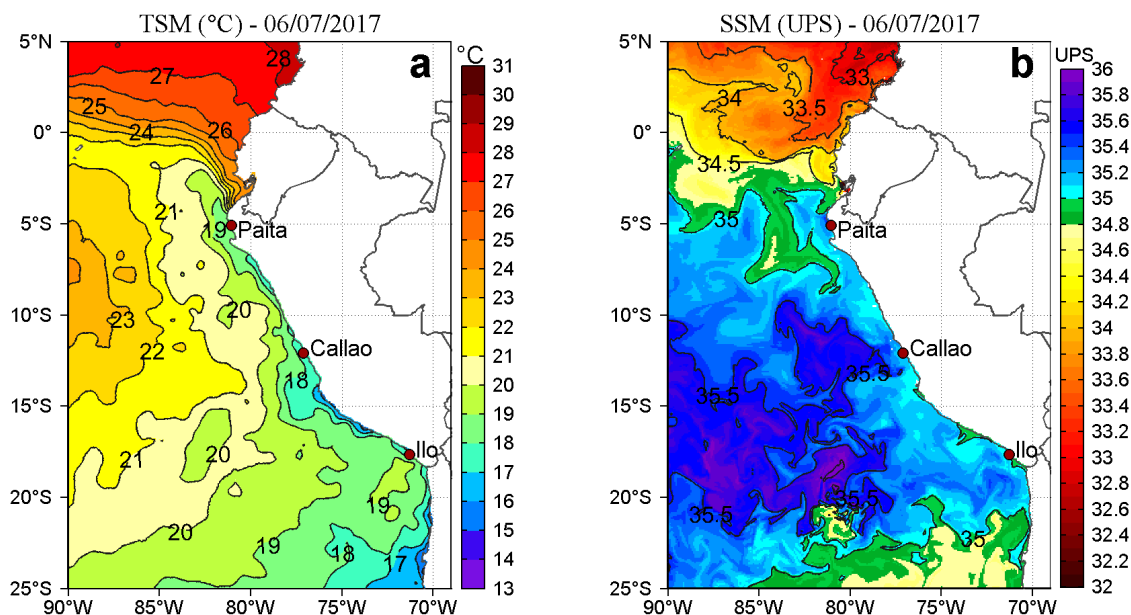 TSM (°C) - 06/07/2017
SSM (UPS) - 06/07/2017
5°N
0°
5°S
10°S
15°S
20°S
25°S
90°W
85°W
80°W
75°W
70°W
a
28
27
25
24
26
21
19
Paita
20
23
22
Callao
18
20
21
Ilo
19
20
19
18
17
°C
31
30
29
28
27
26
25
24
23
22
21
20
19
18
17
16
15
14
13
5°N
0°
5°S
10°S
15°S
20°S
25°S
90°W
85°W
80°W
75°W
70°W
b
33
34
33.5
34.5
35
Paita
Callao
35.5
35.5
Ilo
35.5
35.5
35
UPS
36
35.8
35.6
35.4
35.2
35
34.8
34.6
34.4
34.2
34
33.8
33.6
33.4
33.2
33
32.8
32.6
32.4
32.2
32